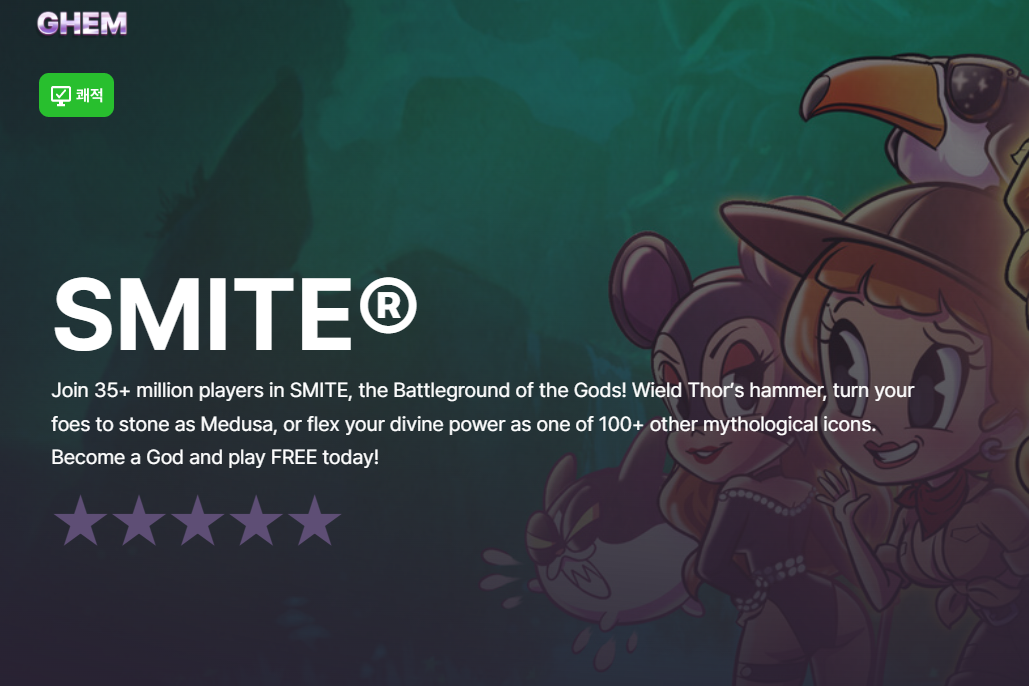 GHEM
쾌적
SMITE®
Join 35+ million players in SMITE, the Battleground of the Gods! Wield Thor’s hammer, turn your
foes to stone as Medusa, or flex your divine power as one of 100+ other mythological icons.
Become a God and play FREE today!